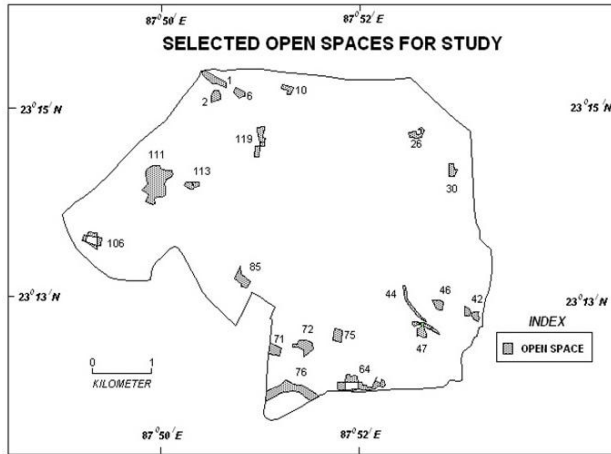 87°50'E 87°52'E
SELECTED OPEN SPACES FOR STUDY
1
2
6
10
23°15'N 23°15'N
119
26
111
113
30
106
85
23°13'N 23°13'N
44
46
42
47
INDEX
OPEN SPACE
71
72
75
76
64
0 1
KILOMETER
87°50'E 87°52'E